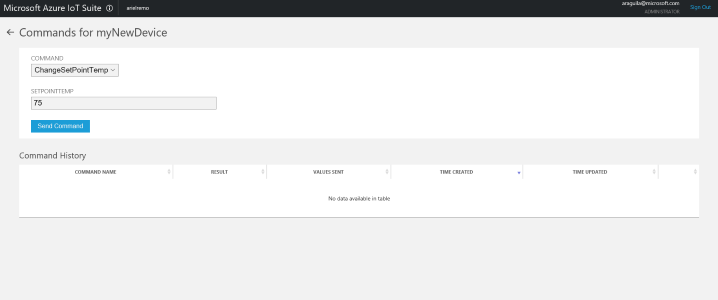 Microsoft Azure IoT Suite
arielremo
araguila@microsoft.com
ADMINISTRATOR
Sign Out
Commands for myNewDevice
COMMAND
ChangeSetPointTemp
SETPOINTTEMP
75
Send Command
Command History
COMMAND NAME RESULT VALUES SENT TIME CREATED TIME UPDATED
No data available in table